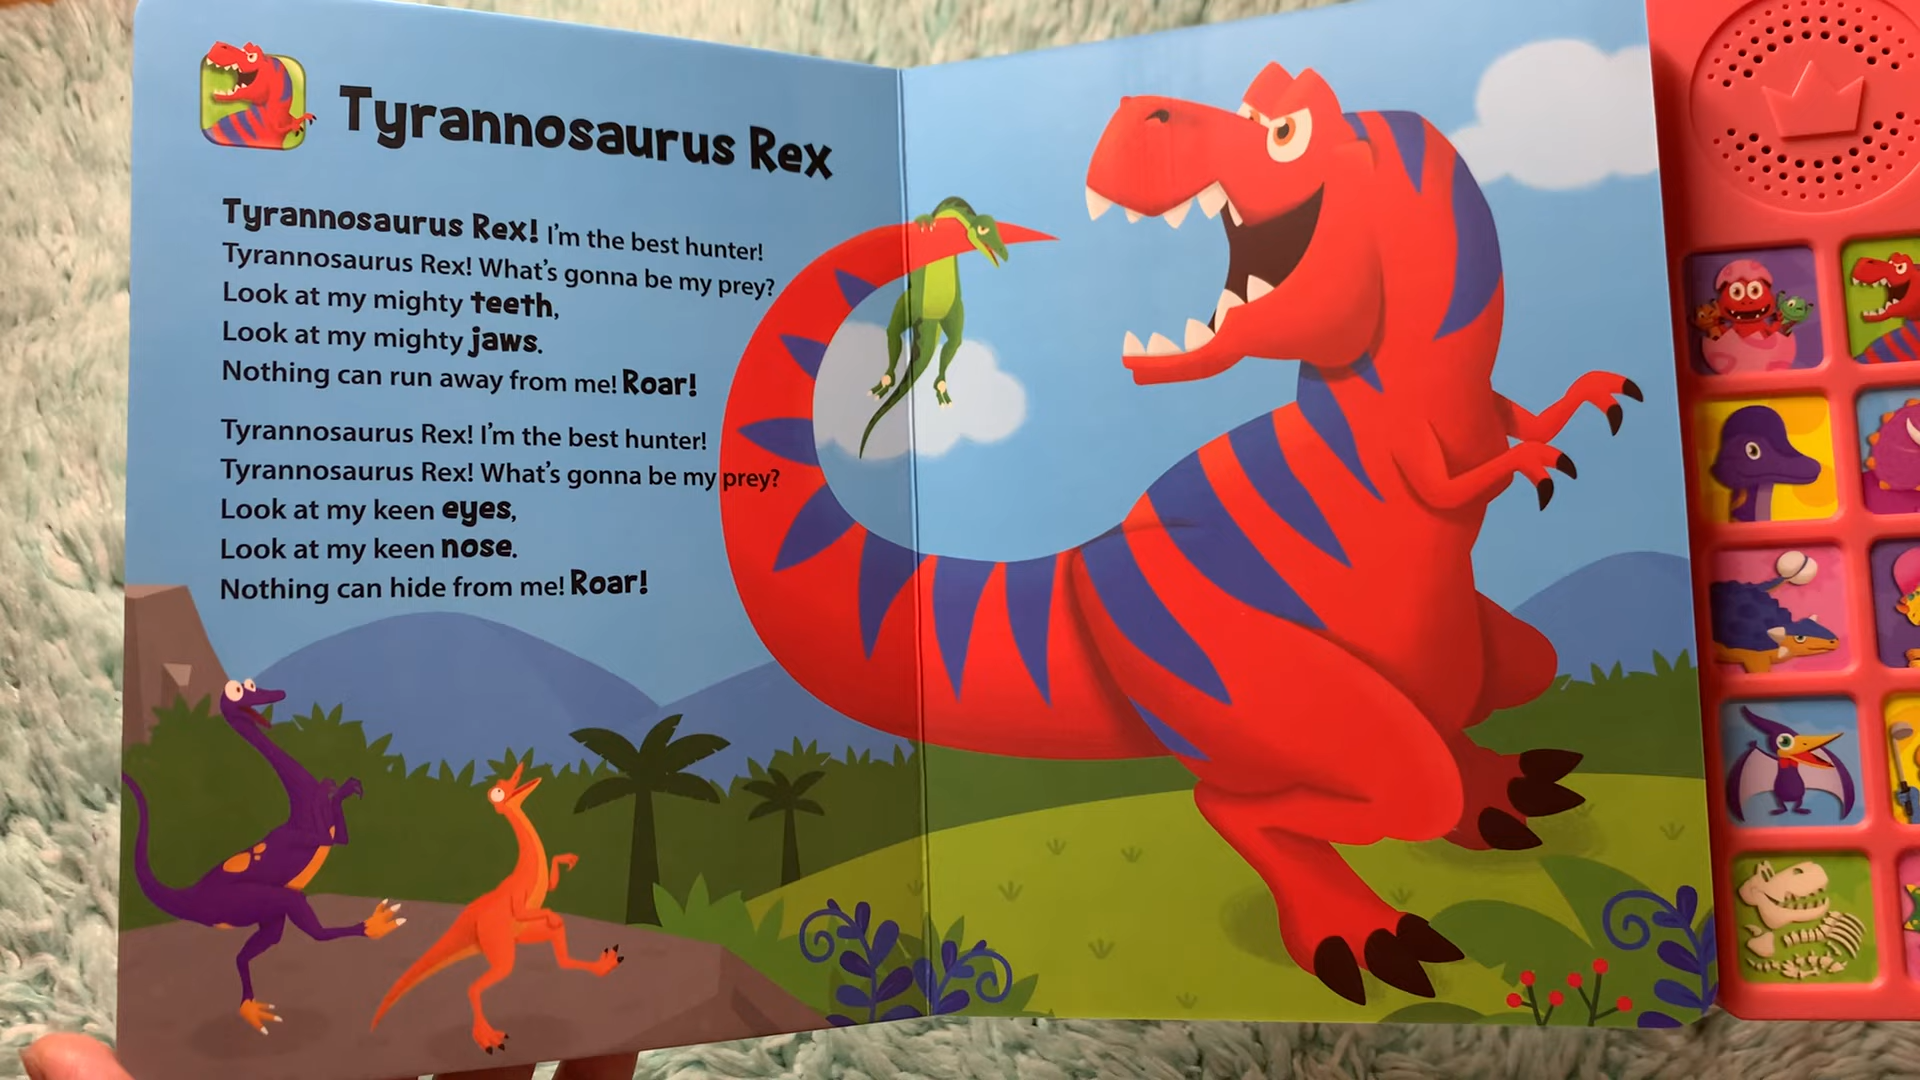 Tyrannosaurus Rex
Tyrannosaurus Rex! I'm the best hunter!
Tyrannosaurus Rex! What's gonna be my prey?
Look at my mighty teeth,
Look at my mighty jaws.
Nothing can run away from me! Roar!
Tyrannosaurus Rex! I'm the best hunter!
Tyrannosaurus Rex! What's gonna be my prey?
Look at my keen eyes,
Look at my keen nose.
Nothing can hide from me! Roar!